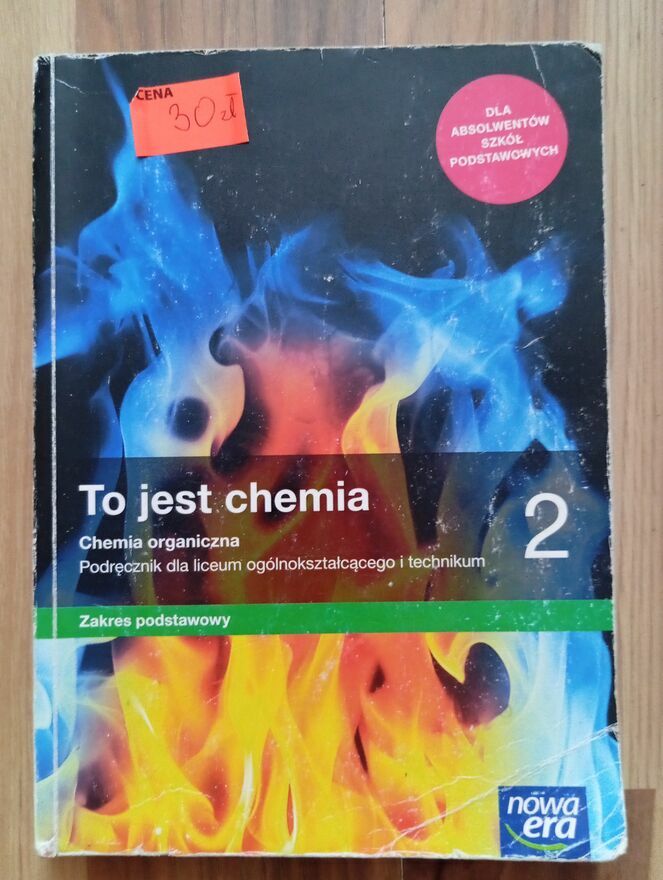 CENA
30 zł
DLA
ABSOLWENTÓW
SZKÓŁ
PODSTAWOWYCH
To jest chemia
2
Chemia organiczna
Podręcznik dla liceum ogólnokształcącego i technikum
Zakres podstawowy
nowa
era